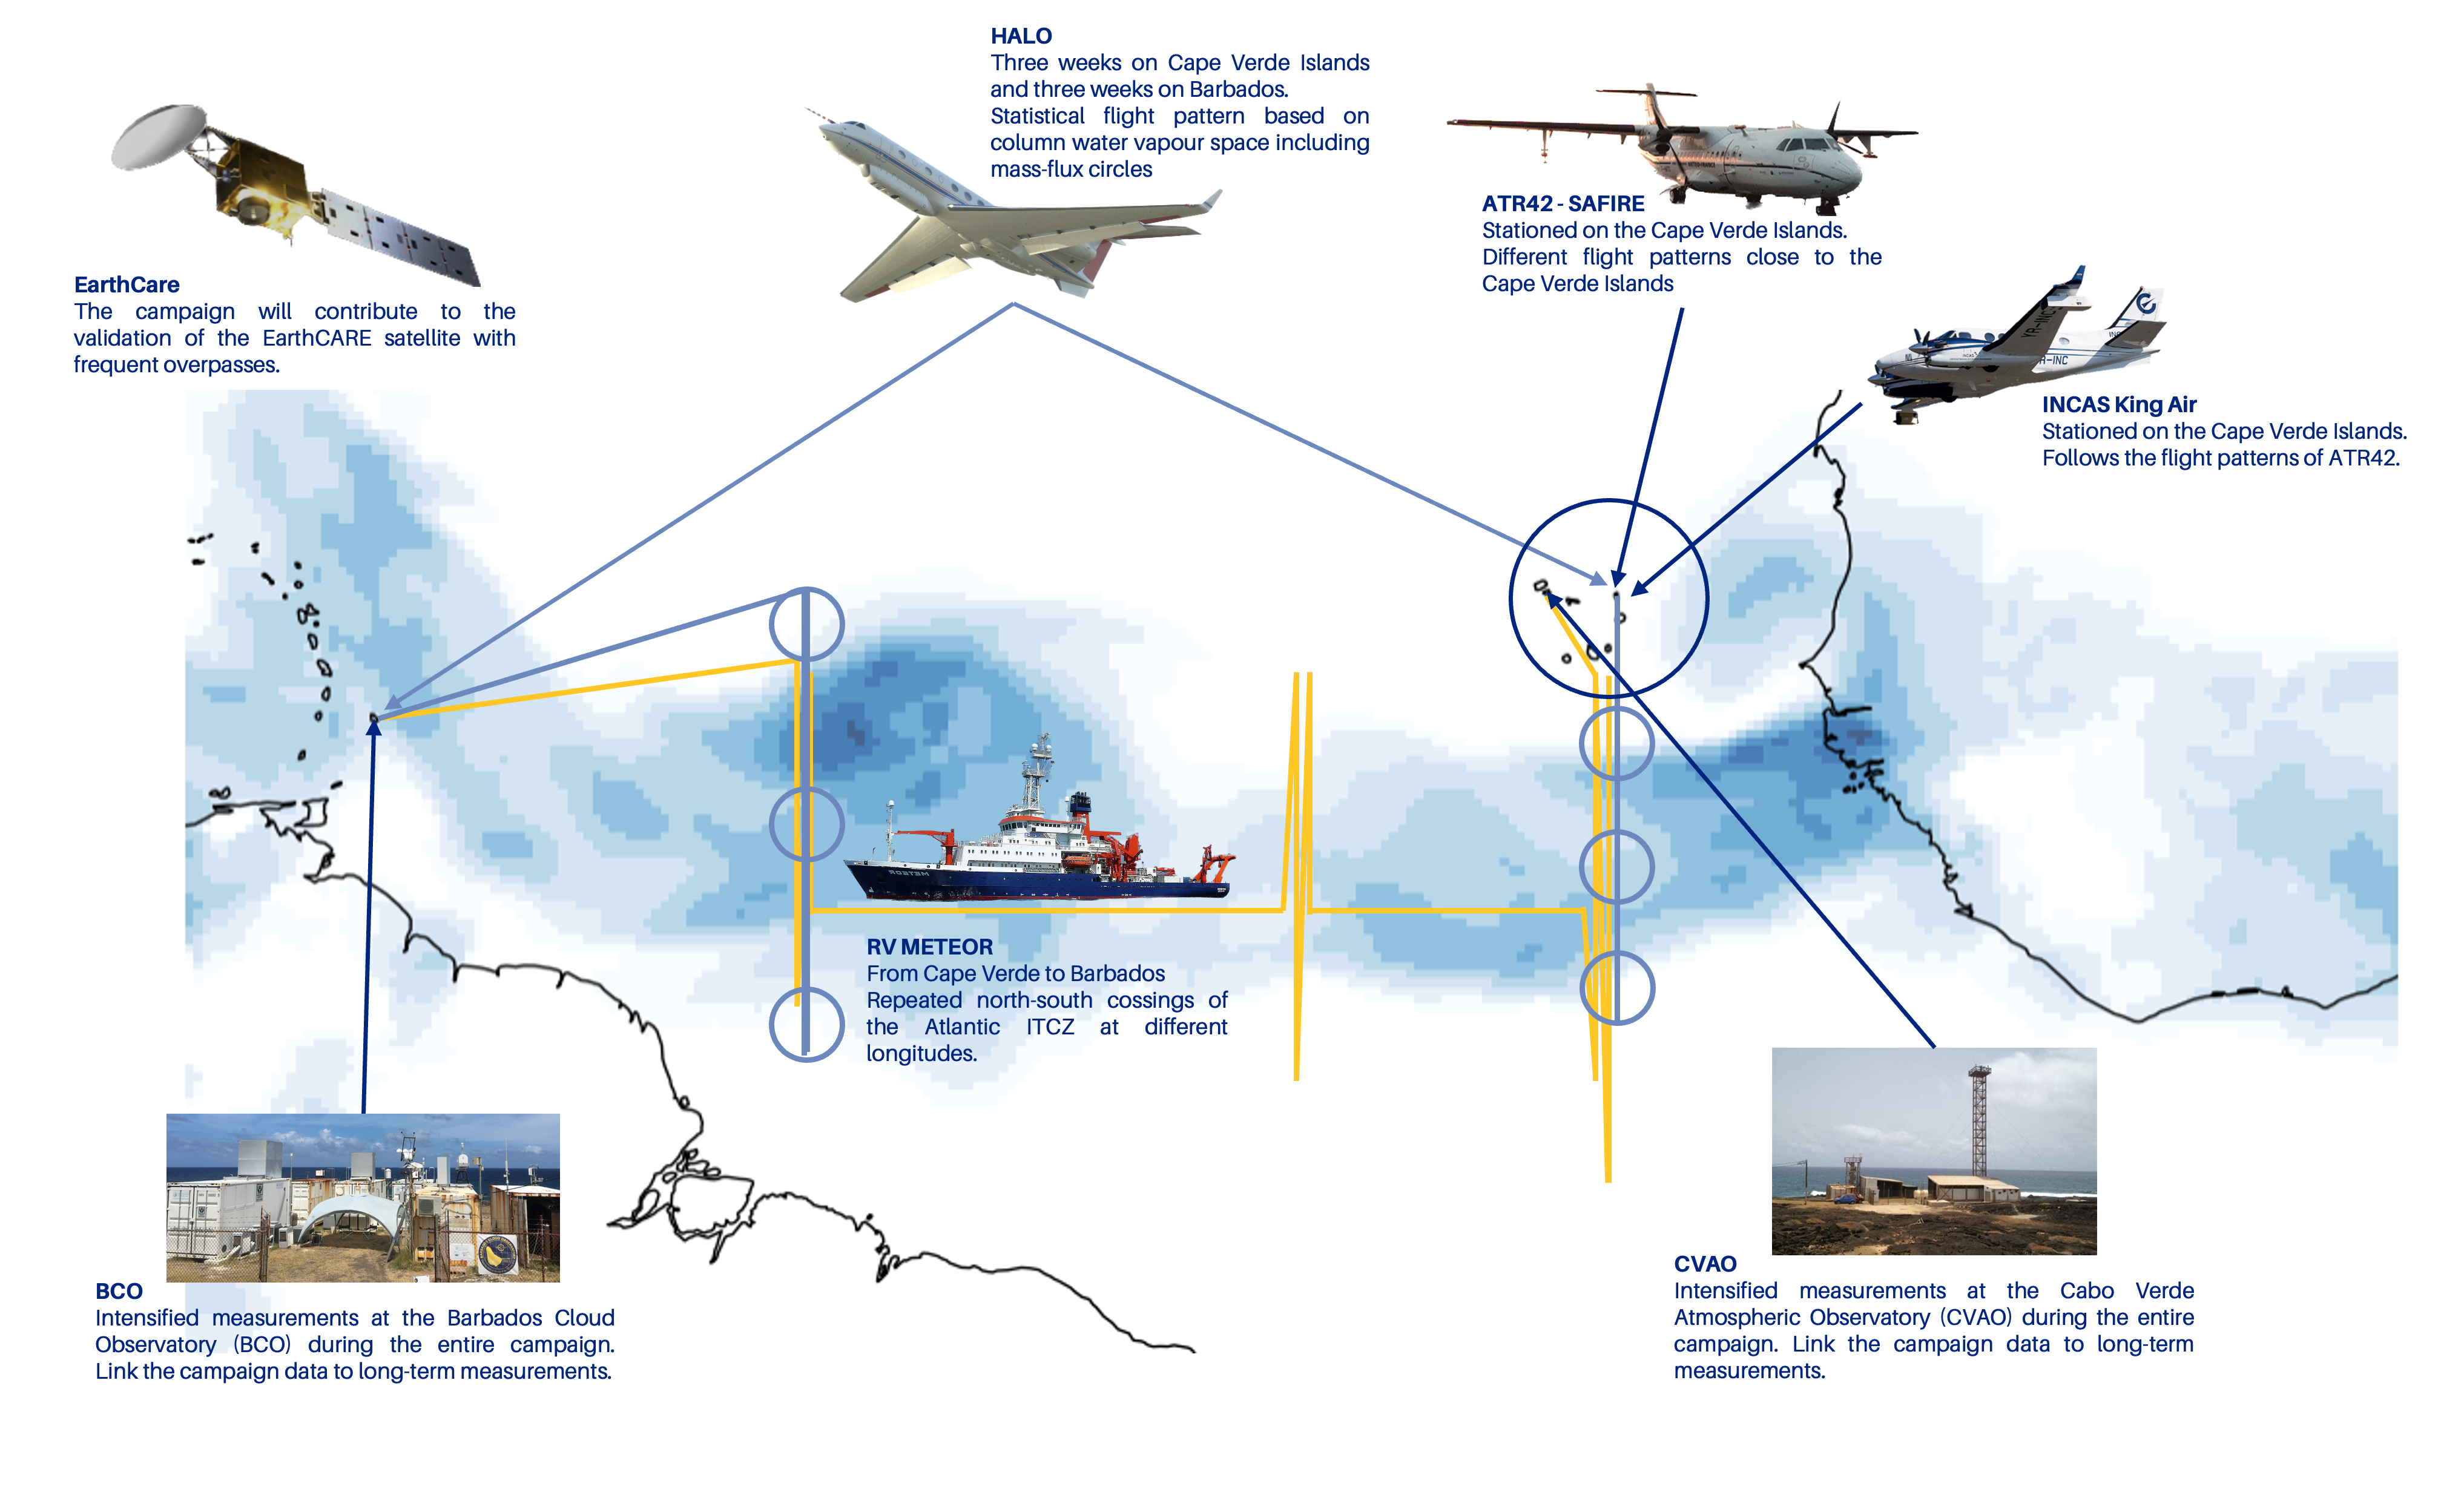 HALO
Three weeks on Cape Verde Islands
and three weeks on Barbados.
Statistical flight pattern based on
column water vapour space including
mass-flux circles
ATR42 - SAFIRE
Stationed on the Cape Verde Islands.
Different flight patterns close to the
Cape Verde Islands
EarthCare
The campaign will contribute to the
validation of the EarthCARE satellite with
frequent overpasses.
YR-INC
R-INC
INCAS King Air
Stationed on the Cape Verde Islands.
Follows the flight patterns of ATR42.
METEOR
RV METEOR
From Cape Verde to Barbados
Repeated north-south cossings of
the Atlantic ITCZ at different
longitudes.
BCO
Intensified measurements at the Barbados Cloud
Observatory (BCO) during the entire campaign.
Link the campaign data to long-term measurements.
CVAO
Intensified measurements at the Cabo Verde
Atmospheric Observatory (CVAO) during the entire
campaign. Link the campaign data to long-term
measurements.